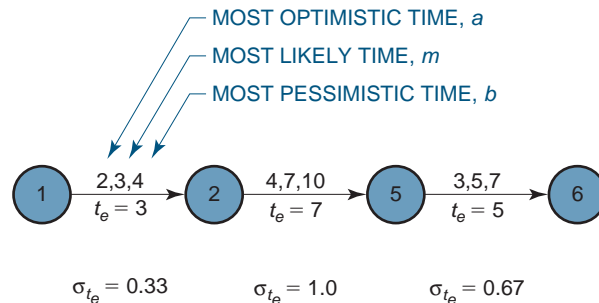 MOST OPTIMISTIC TIME, a
MOST LIKELY TIME, m
MOST PESSIMISTIC TIME, b
1 2,3,4 2 4,7,10 5 3,5,7 6
tₑ = 3 tₑ = 7 tₑ = 5
σₜₑ = 0.33 σₜₑ = 1.0 σₜₑ = 0.67